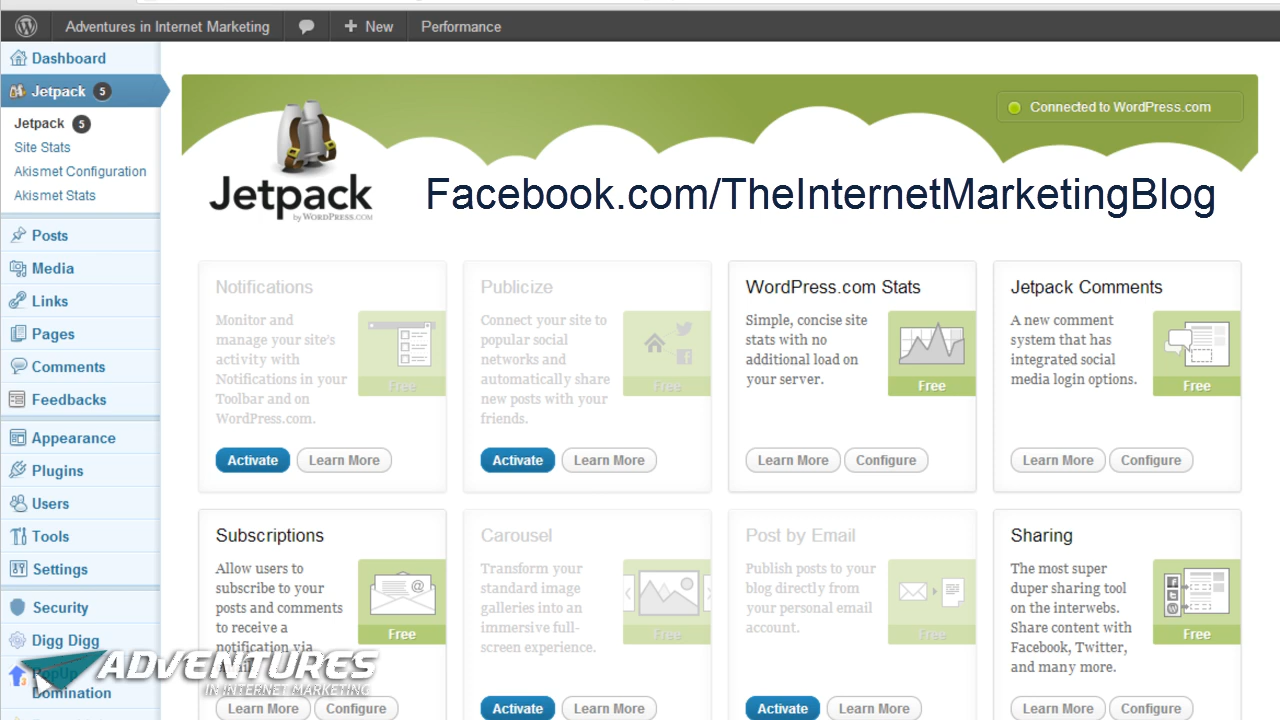 Adventures in Internet Marketing
New
Performance
Dashboard
Jetpack 5
Jetpack 5
Site Stats
Akismet Configuration
Akismet Stats
Posts
Media
Links
Pages
Comments
Feedbacks
Appearance
Plugins
Users
Tools
Settings
Security
Digg Digg
PopUp
Domination
ADVENTURES
IN INTERNET MARKETING
Connected to WordPress.com
Jetpack
by WORDPRESS.COM
Facebook.com/TheInternetMarketingBlog
Notifications
Monitor and
manage your site's
activity with
Notifications in your
Toolbar and on
WordPress.com.
Free
Activate
Learn More
Publicize
Connect your site to
popular social
networks and
automatically share
new posts with your
friends.
Free
Activate
Learn More
WordPress.com Stats
Simple, concise site
stats with no
additional load on
your server.
Free
Learn More
Configure
Jetpack Comments
A new comment
system that has
integrated social
media login options.
Free
Learn More
Configure
Subscriptions
Allow users to
subscribe to your
posts and comments
to receive a
notification via
Free
Learn More
Configure
Carousel
Transform your
standard image
galleries into an
immersive full-
screen experience.
Free
Activate
Learn More
Post by Email
Publish posts to your
blog directly from
your personal email
account.
Free
Activate
Learn More
Sharing
The most super
duper sharing tool
on the interwebs.
Share content with
Facebook, Twitter,
and many more.
Free
Learn More
Configure